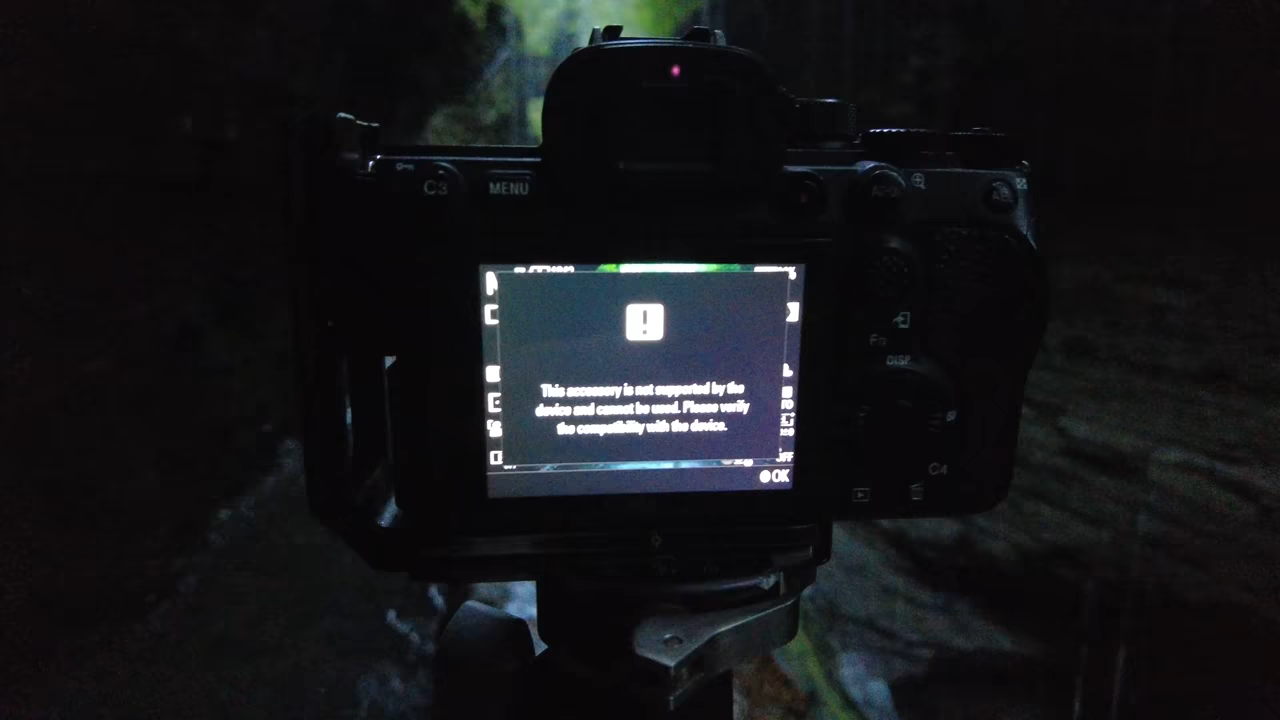 C3
MENU
This accessory is not supported by the
device and cannot be used. Please verify
the compatibility with the device.
OK
OFF
Fn
DISP
C4